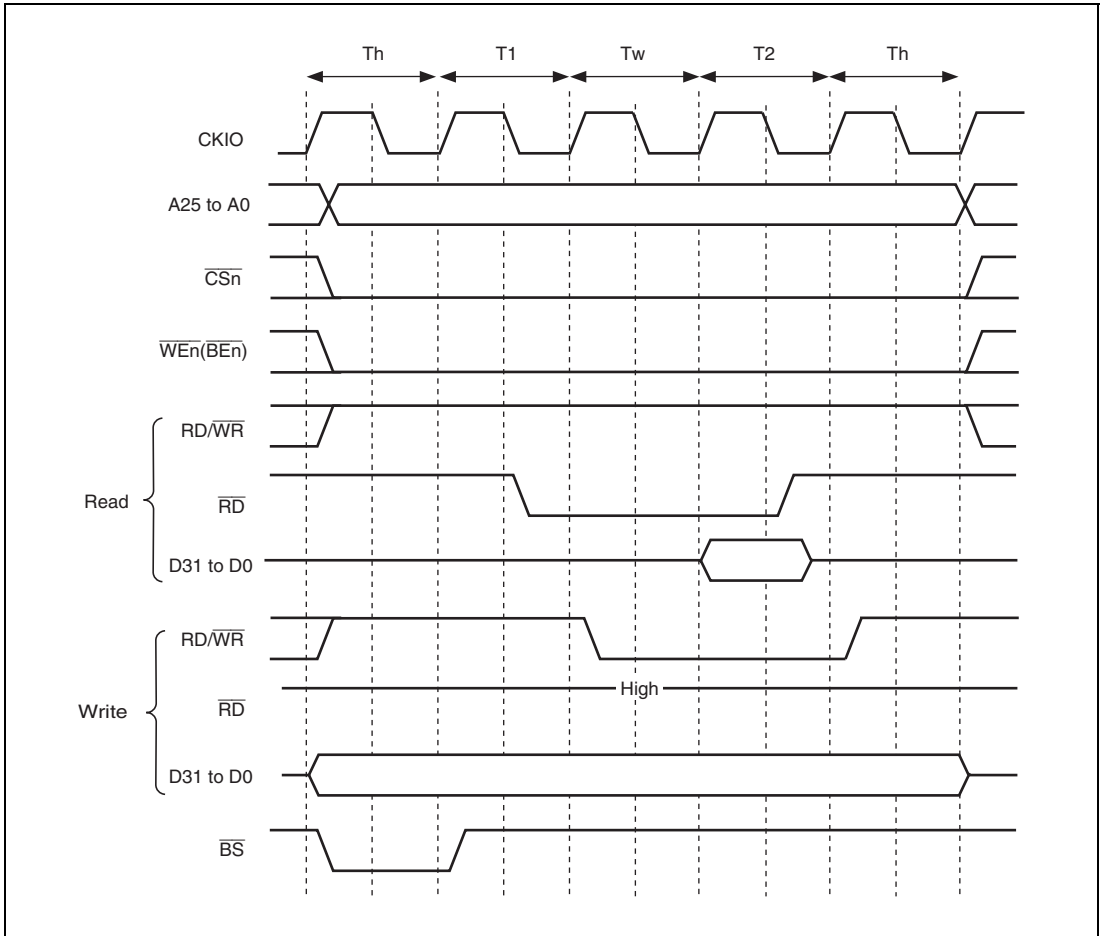 Th T1 Tw T2 Th
CKIO
A25 to A0
CSn
WEn(BEn)
RD/WR
Read
RD
D31 to D0
RD/WR
High
Write
RD
D31 to D0
BS